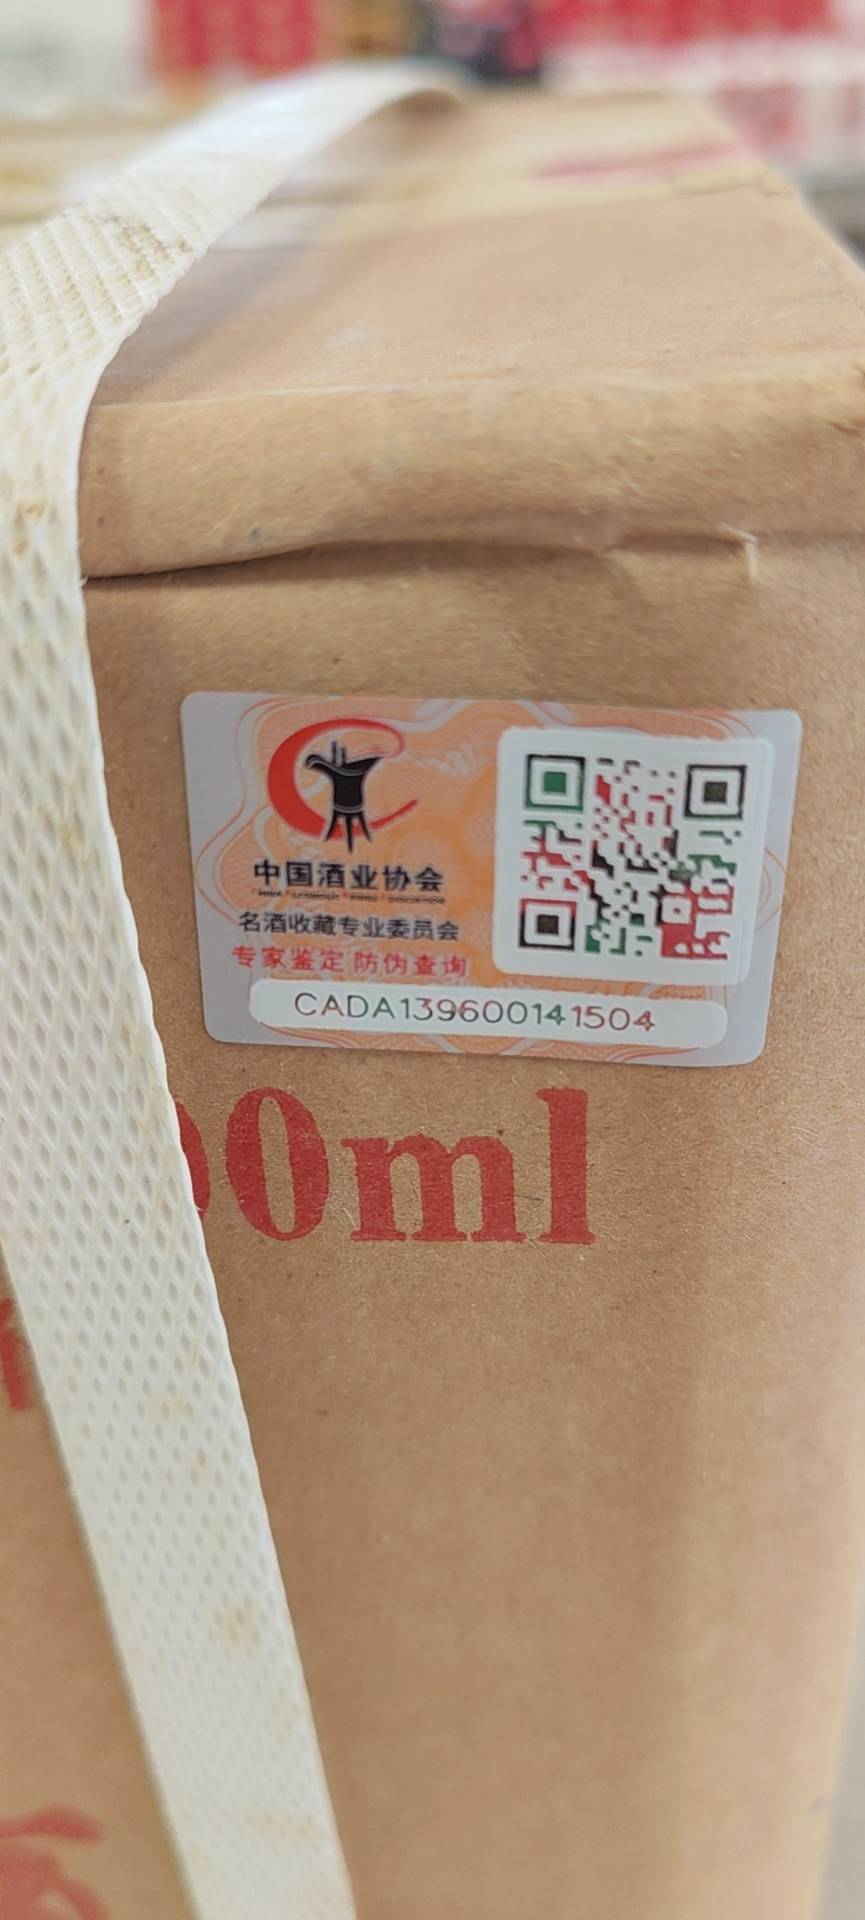 中国酒业协会
名酒收藏专业委员会
专家鉴定 防伪查询
CADA139600141504
0ml